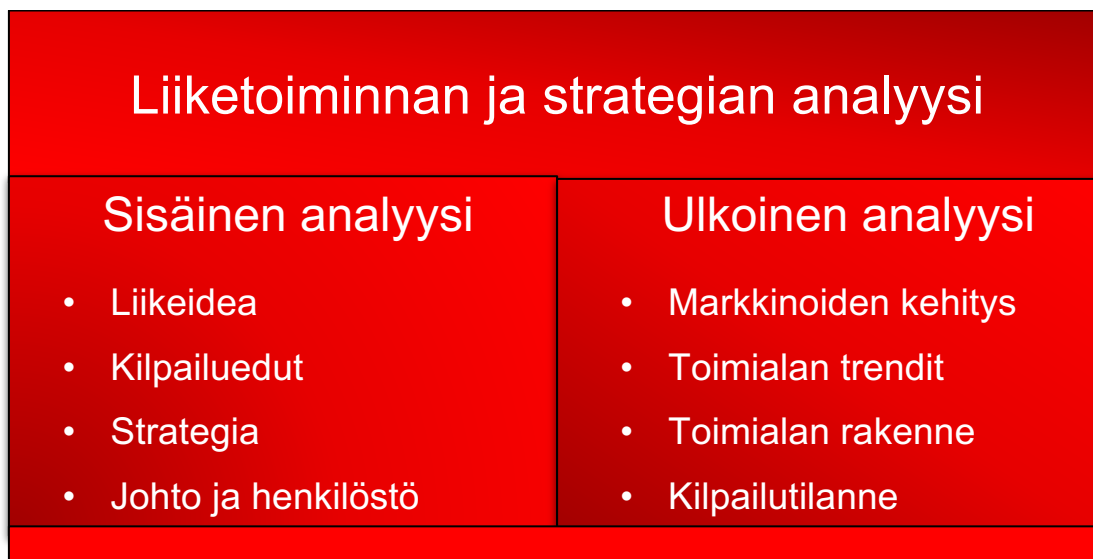 Liiketoiminnan ja strategian analyysi
Sisäinen analyysi
• Liikeidea
• Kilpailuedut
• Strategia
• Johto ja henkilöstö
Ulkoinen analyysi
• Markkinoiden kehitys
• Toimialan trendit
• Toimialan rakenne
• Kilpailutilanne